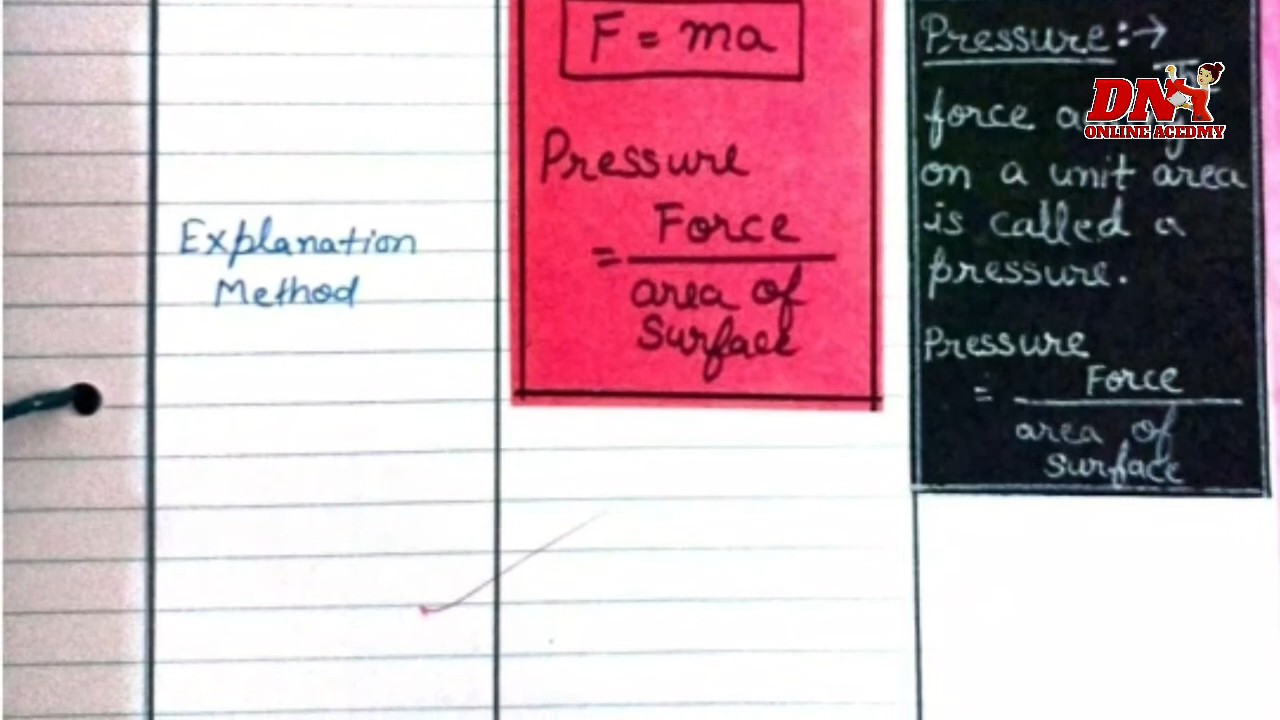 Explanation
Method
F = ma
Pressure
= Force
area of
Surface
Pressure:→
force
on a unit area
is called a
pressure.
Pressure
= Force
area of
surface
DNY
ONLINE ACEDMY